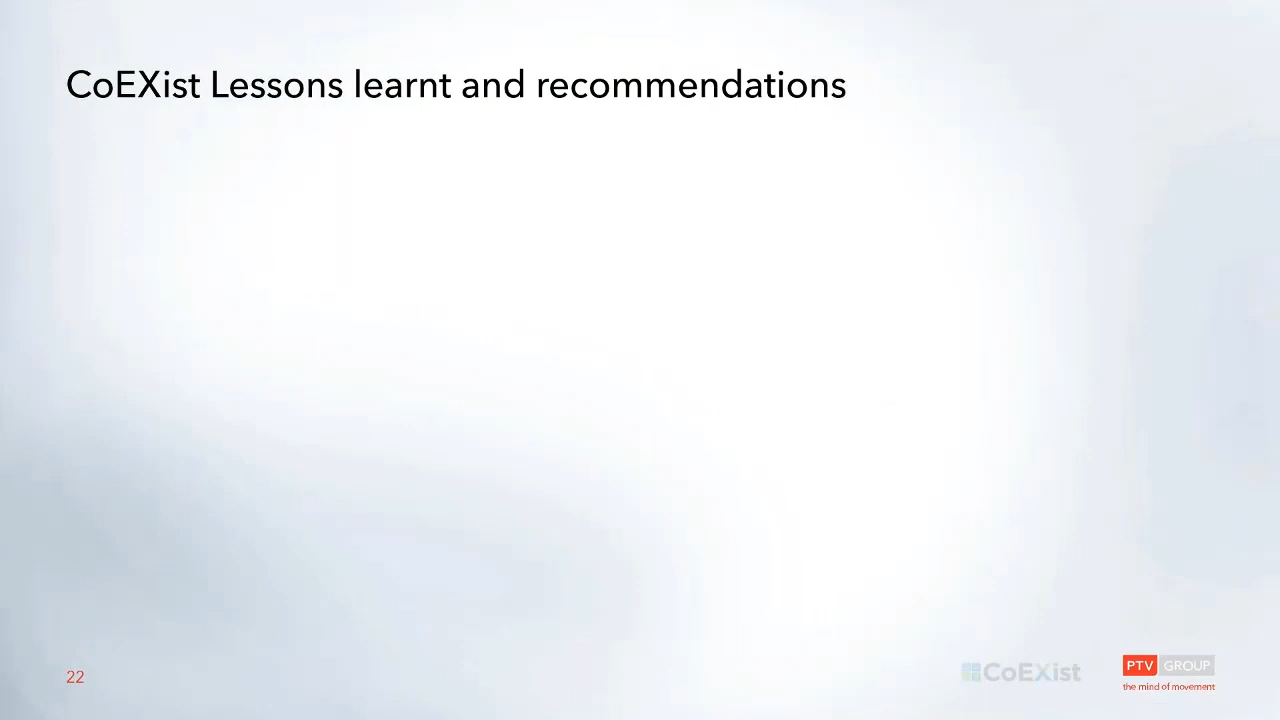 CoEXist Lessons learnt and recommendations
22
CoEXist
PTV GROUP
the mind of movement